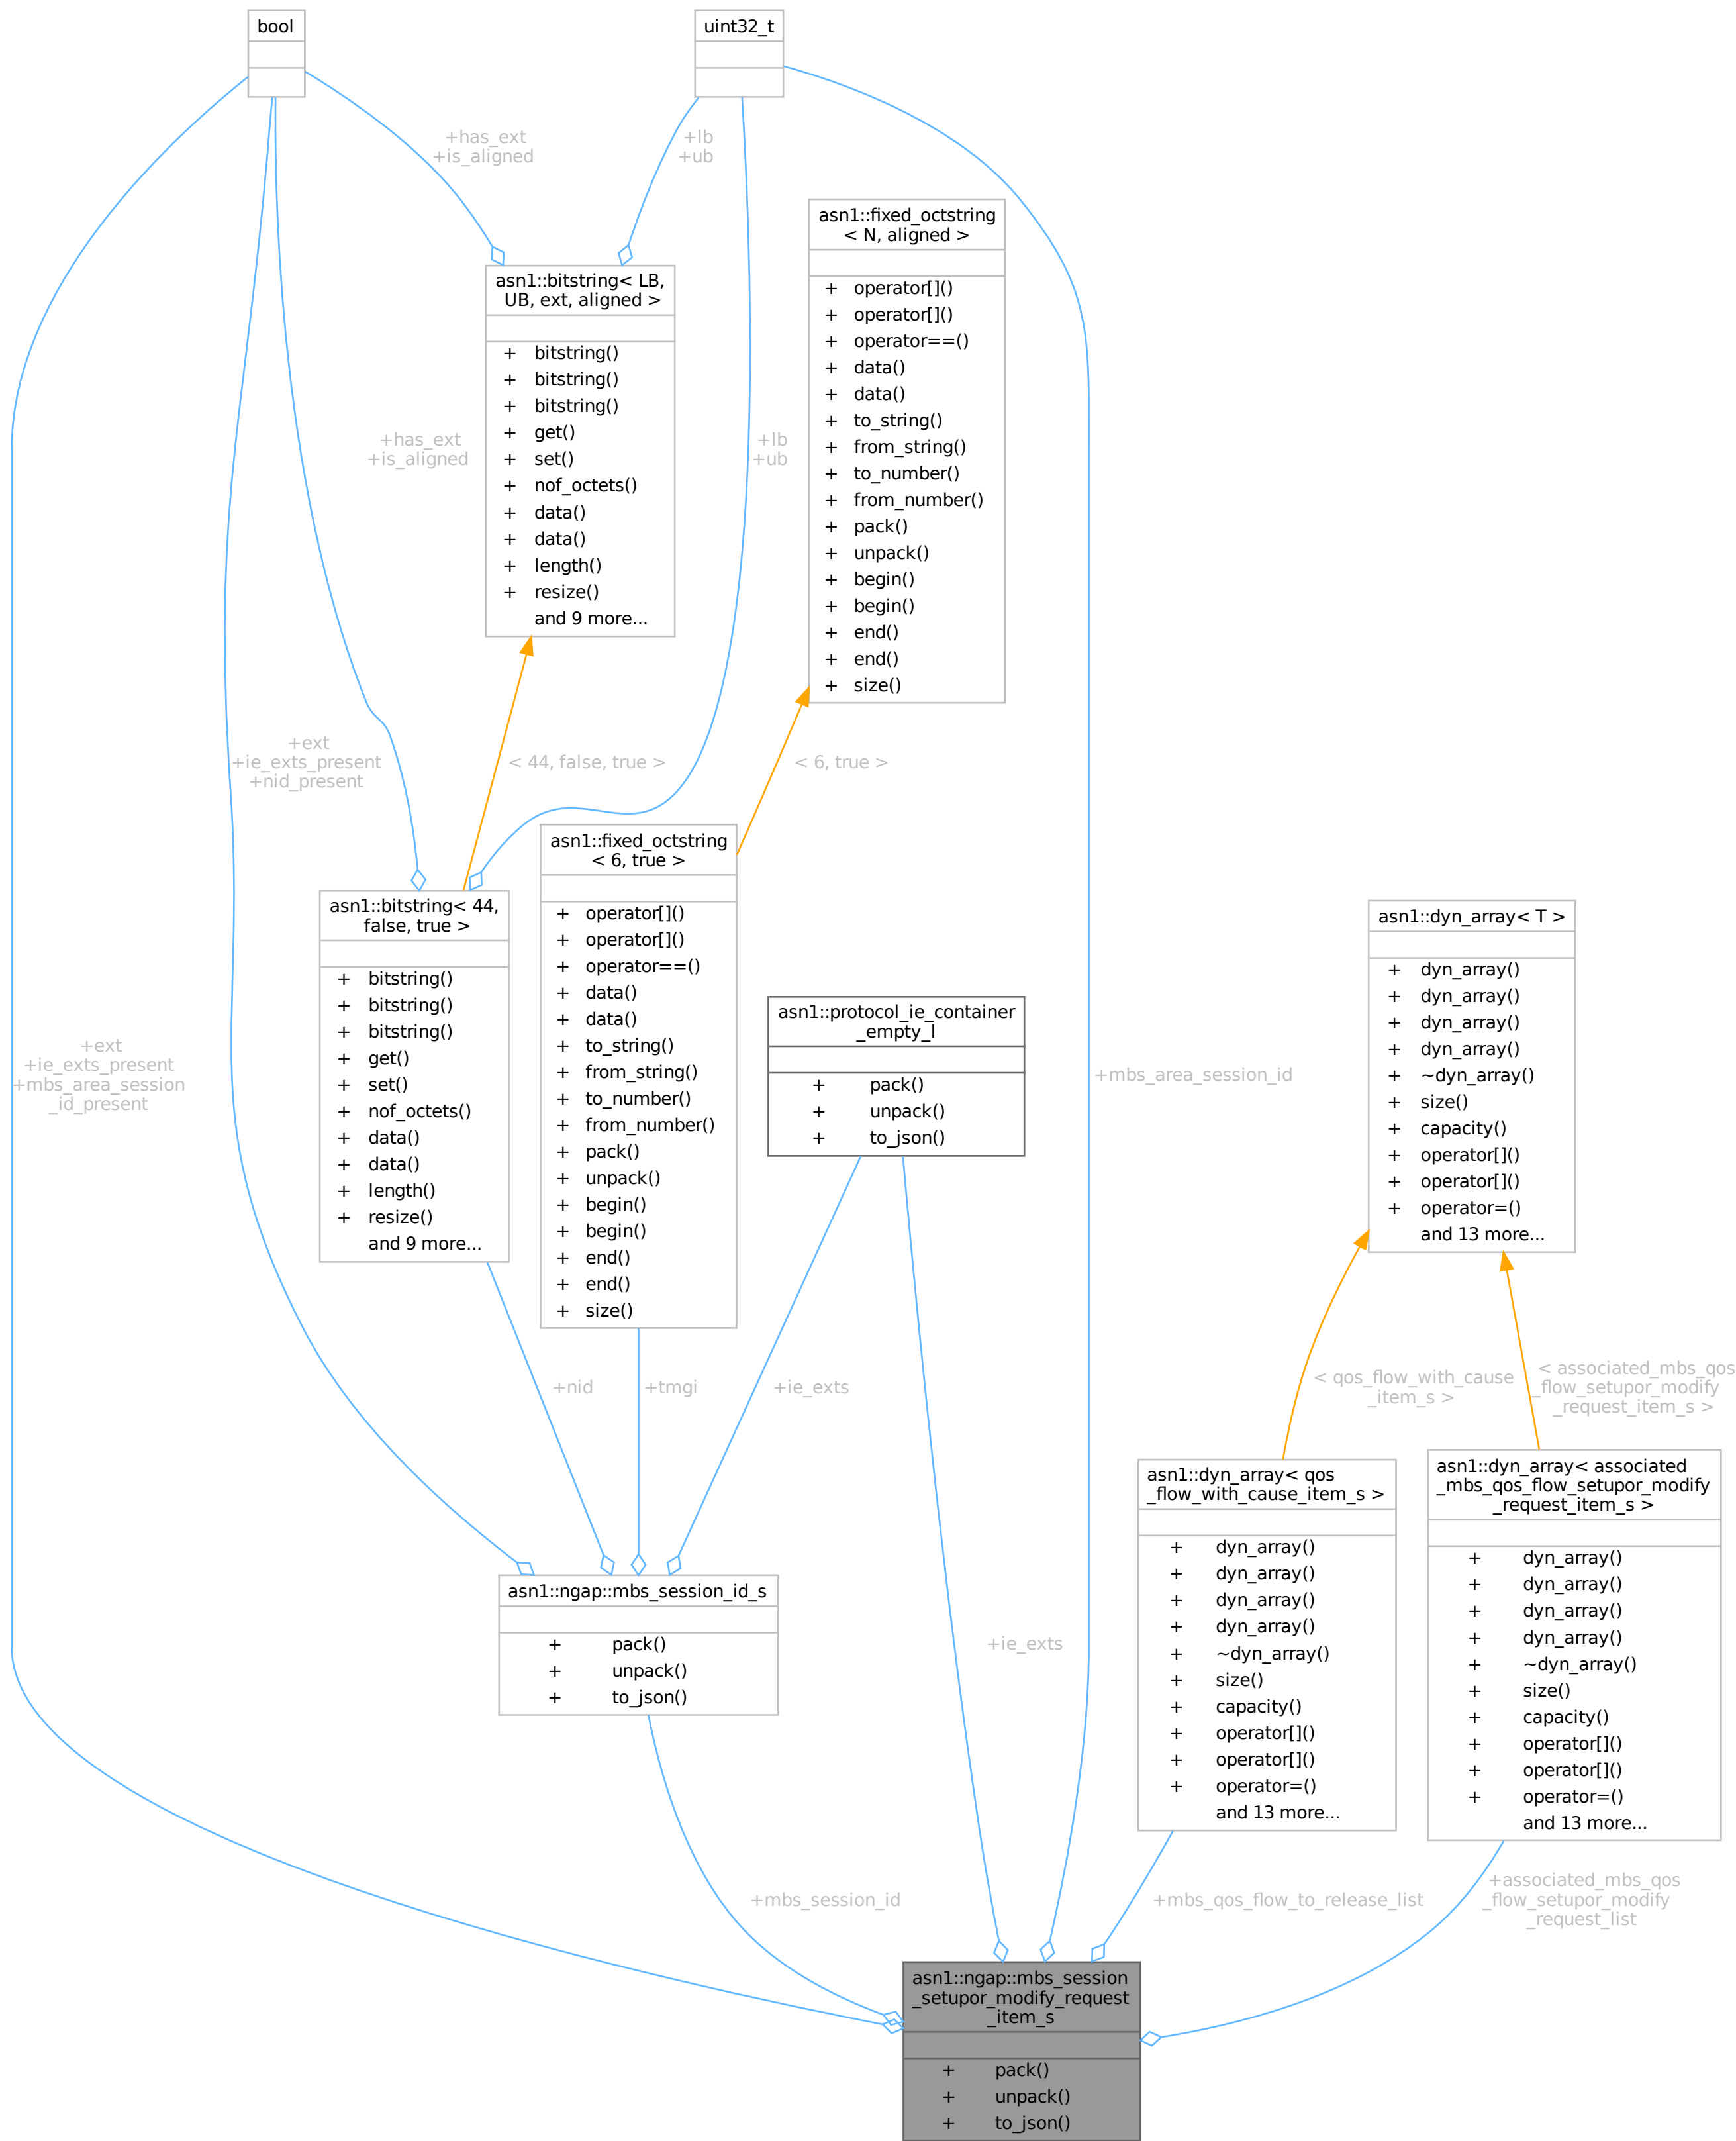 bool
uint32_t
+has_ext
+is_aligned
+lb
+ub
asn1::fixed_octstring
< N, aligned >
+ operator[]()
+ operator[]()
+ operator==()
+ data()
+ data()
+ to_string()
+ from_string()
+ to_number()
+ from_number()
+ pack()
+ unpack()
+ begin()
+ begin()
+ end()
+ end()
+ size()
asn1::bitstring< LB,
UB, ext, aligned >
+ bitstring()
+ bitstring()
+ bitstring()
+ get()
+ set()
+ nof_octets()
+ data()
+ data()
+ length()
+ resize()
and 9 more...
+has_ext
+is_aligned
+lb
+ub
+ext
+ie_exts_present
+nid_present
< 44, false, true >
< 6, true >
asn1::bitstring< 44,
false, true >
+ bitstring()
+ bitstring()
+ bitstring()
+ get()
+ set()
+ nof_octets()
+ data()
+ data()
+ length()
+ resize()
and 9 more...
asn1::fixed_octstring
< 6, true >
+ operator[]()
+ operator[]()
+ operator==()
+ data()
+ data()
+ to_string()
+ from_string()
+ to_number()
+ from_number()
+ pack()
+ unpack()
+ begin()
+ begin()
+ end()
+ end()
+ size()
asn1::protocol_ie_container
_empty_l
+ pack()
+ unpack()
+ to_json()
asn1::dyn_array< T >
+ dyn_array()
+ dyn_array()
+ dyn_array()
+ dyn_array()
+ ~dyn_array()
+ size()
+ capacity()
+ operator[]()
+ operator[]()
+ operator=()
and 13 more...
+ext
+ie_exts_present
+mbs_area_session
_id_present
+mbs_area_session_id
+nid
+tmgi
+ie_exts
< qos_flow_with_cause
_item_s >
< associated_mbs_qos
_flow_setupor_modify
_request_item_s >
asn1::ngap::mbs_session_id_s
+ pack()
+ unpack()
+ to_json()
+ie_exts
asn1::dyn_array< qos
_flow_with_cause_item_s >
+ dyn_array()
+ dyn_array()
+ dyn_array()
+ dyn_array()
+ ~dyn_array()
+ size()
+ capacity()
+ operator[]()
+ operator[]()
+ operator=()
and 13 more...
asn1::dyn_array< associated
_mbs_qos_flow_setupor_modify
_request_item_s >
+ dyn_array()
+ dyn_array()
+ dyn_array()
+ dyn_array()
+ ~dyn_array()
+ size()
+ capacity()
+ operator[]()
+ operator[]()
+ operator=()
and 13 more...
+mbs_session_id
+mbs_qos_flow_to_release_list
+associated_mbs_qos
_flow_setupor_modify
_request_list
asn1::ngap::mbs_session
_setupor_modify_request
_item_s
+ pack()
+ unpack()
+ to_json()